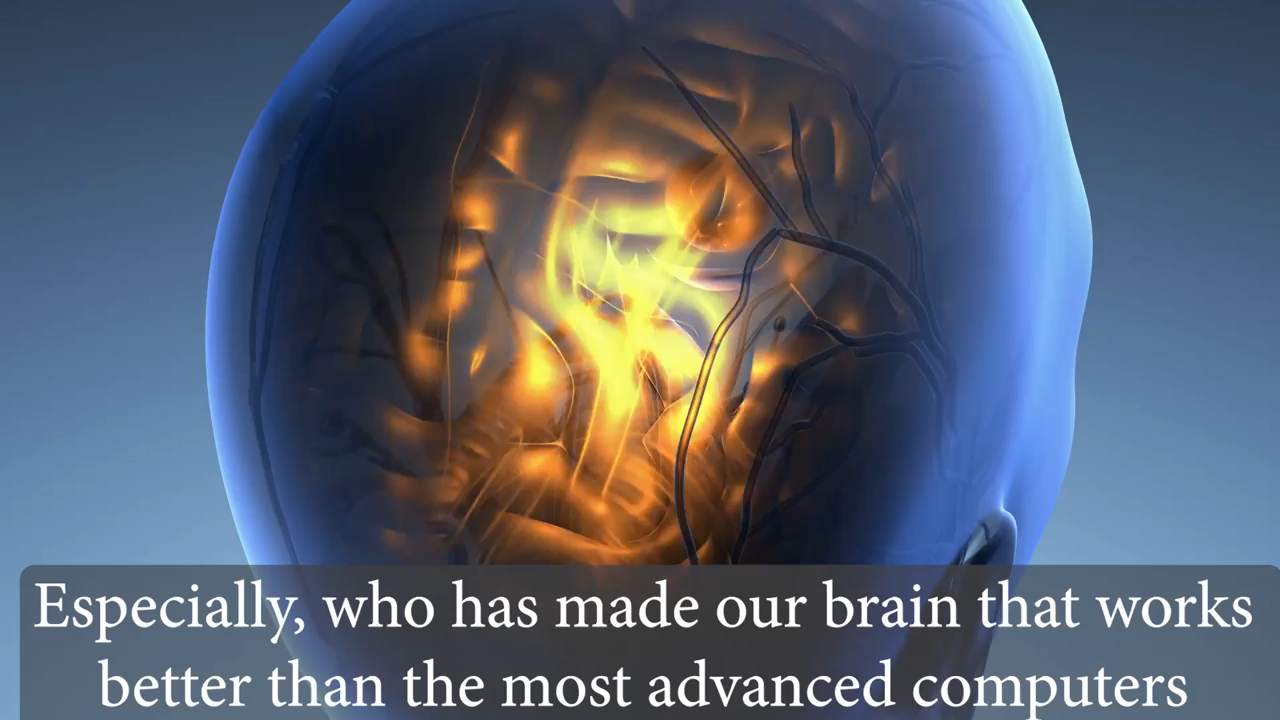 Especially, who has made our brain that works
better than the most advanced computers